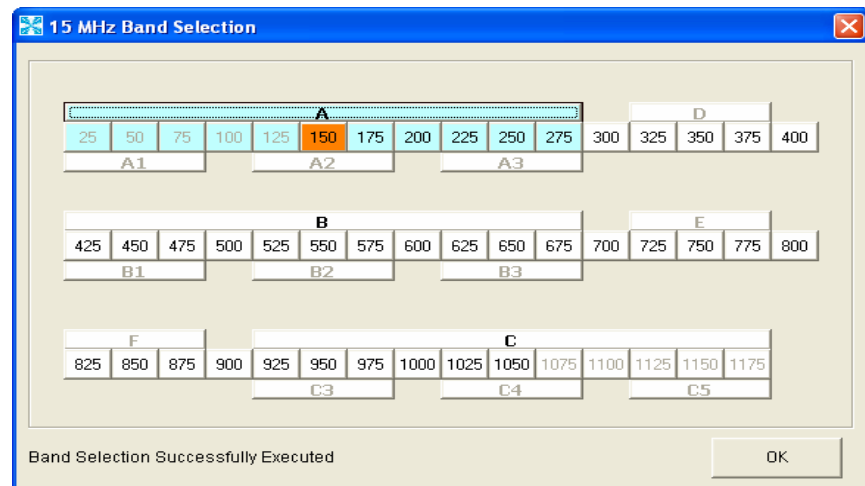 15 MHz Band Selection
A D
25 50 75 100 125 150 175 200 225 250 275 300 325 350 375 400
A1 A2 A3
B E
425 450 475 500 525 550 575 600 625 650 675 700 725 750 775 800
B1 B2 B3
F C
825 850 875 900 925 950 975 1000 1025 1050 1075 1100 1125 1150 1175
C3 C4 C5
Band Selection Successfully Executed OK